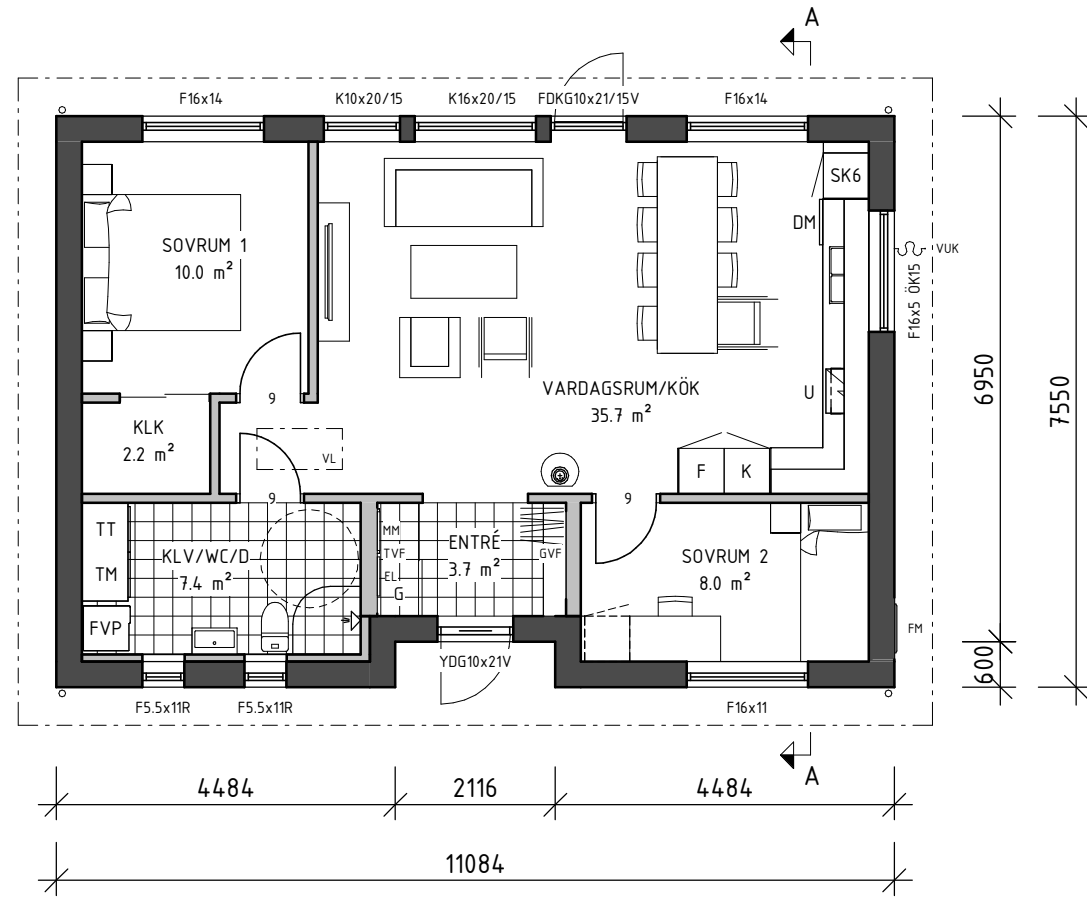 A
F16x14
K10x20/15
K16x20/15
FDKG10x21/15V
F16x14
SK6
SOVRUM 1
10.0 m²
DM
VUK
F16x5 ÖK15
6950
7550
VARDAGSRUM/KÖK
35.7 m²
U
9
KLK
2.2 m²
VL
F
K
9
9
TT
TM
FVP
KLV/WC/D
7.4 m²
MM
TVF
EL
G
ENTRÉ
3.7 m²
GVF
SOVRUM 2
8.0 m²
FM
600
YDG10x21V
F5.5x11R
F5.5x11R
F16x11
A
4484
2116
4484
11084